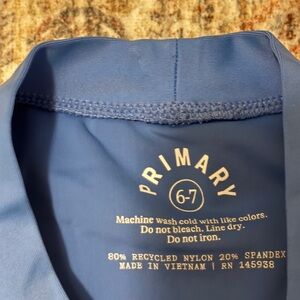 PRIMARY
6-7
Machine wash cold with like colors.
Do not bleach. Line dry.
Do not iron.
80% RECYCLED NYLON 20% SPANDEX
MADE IN VIETNAM | RN 145938